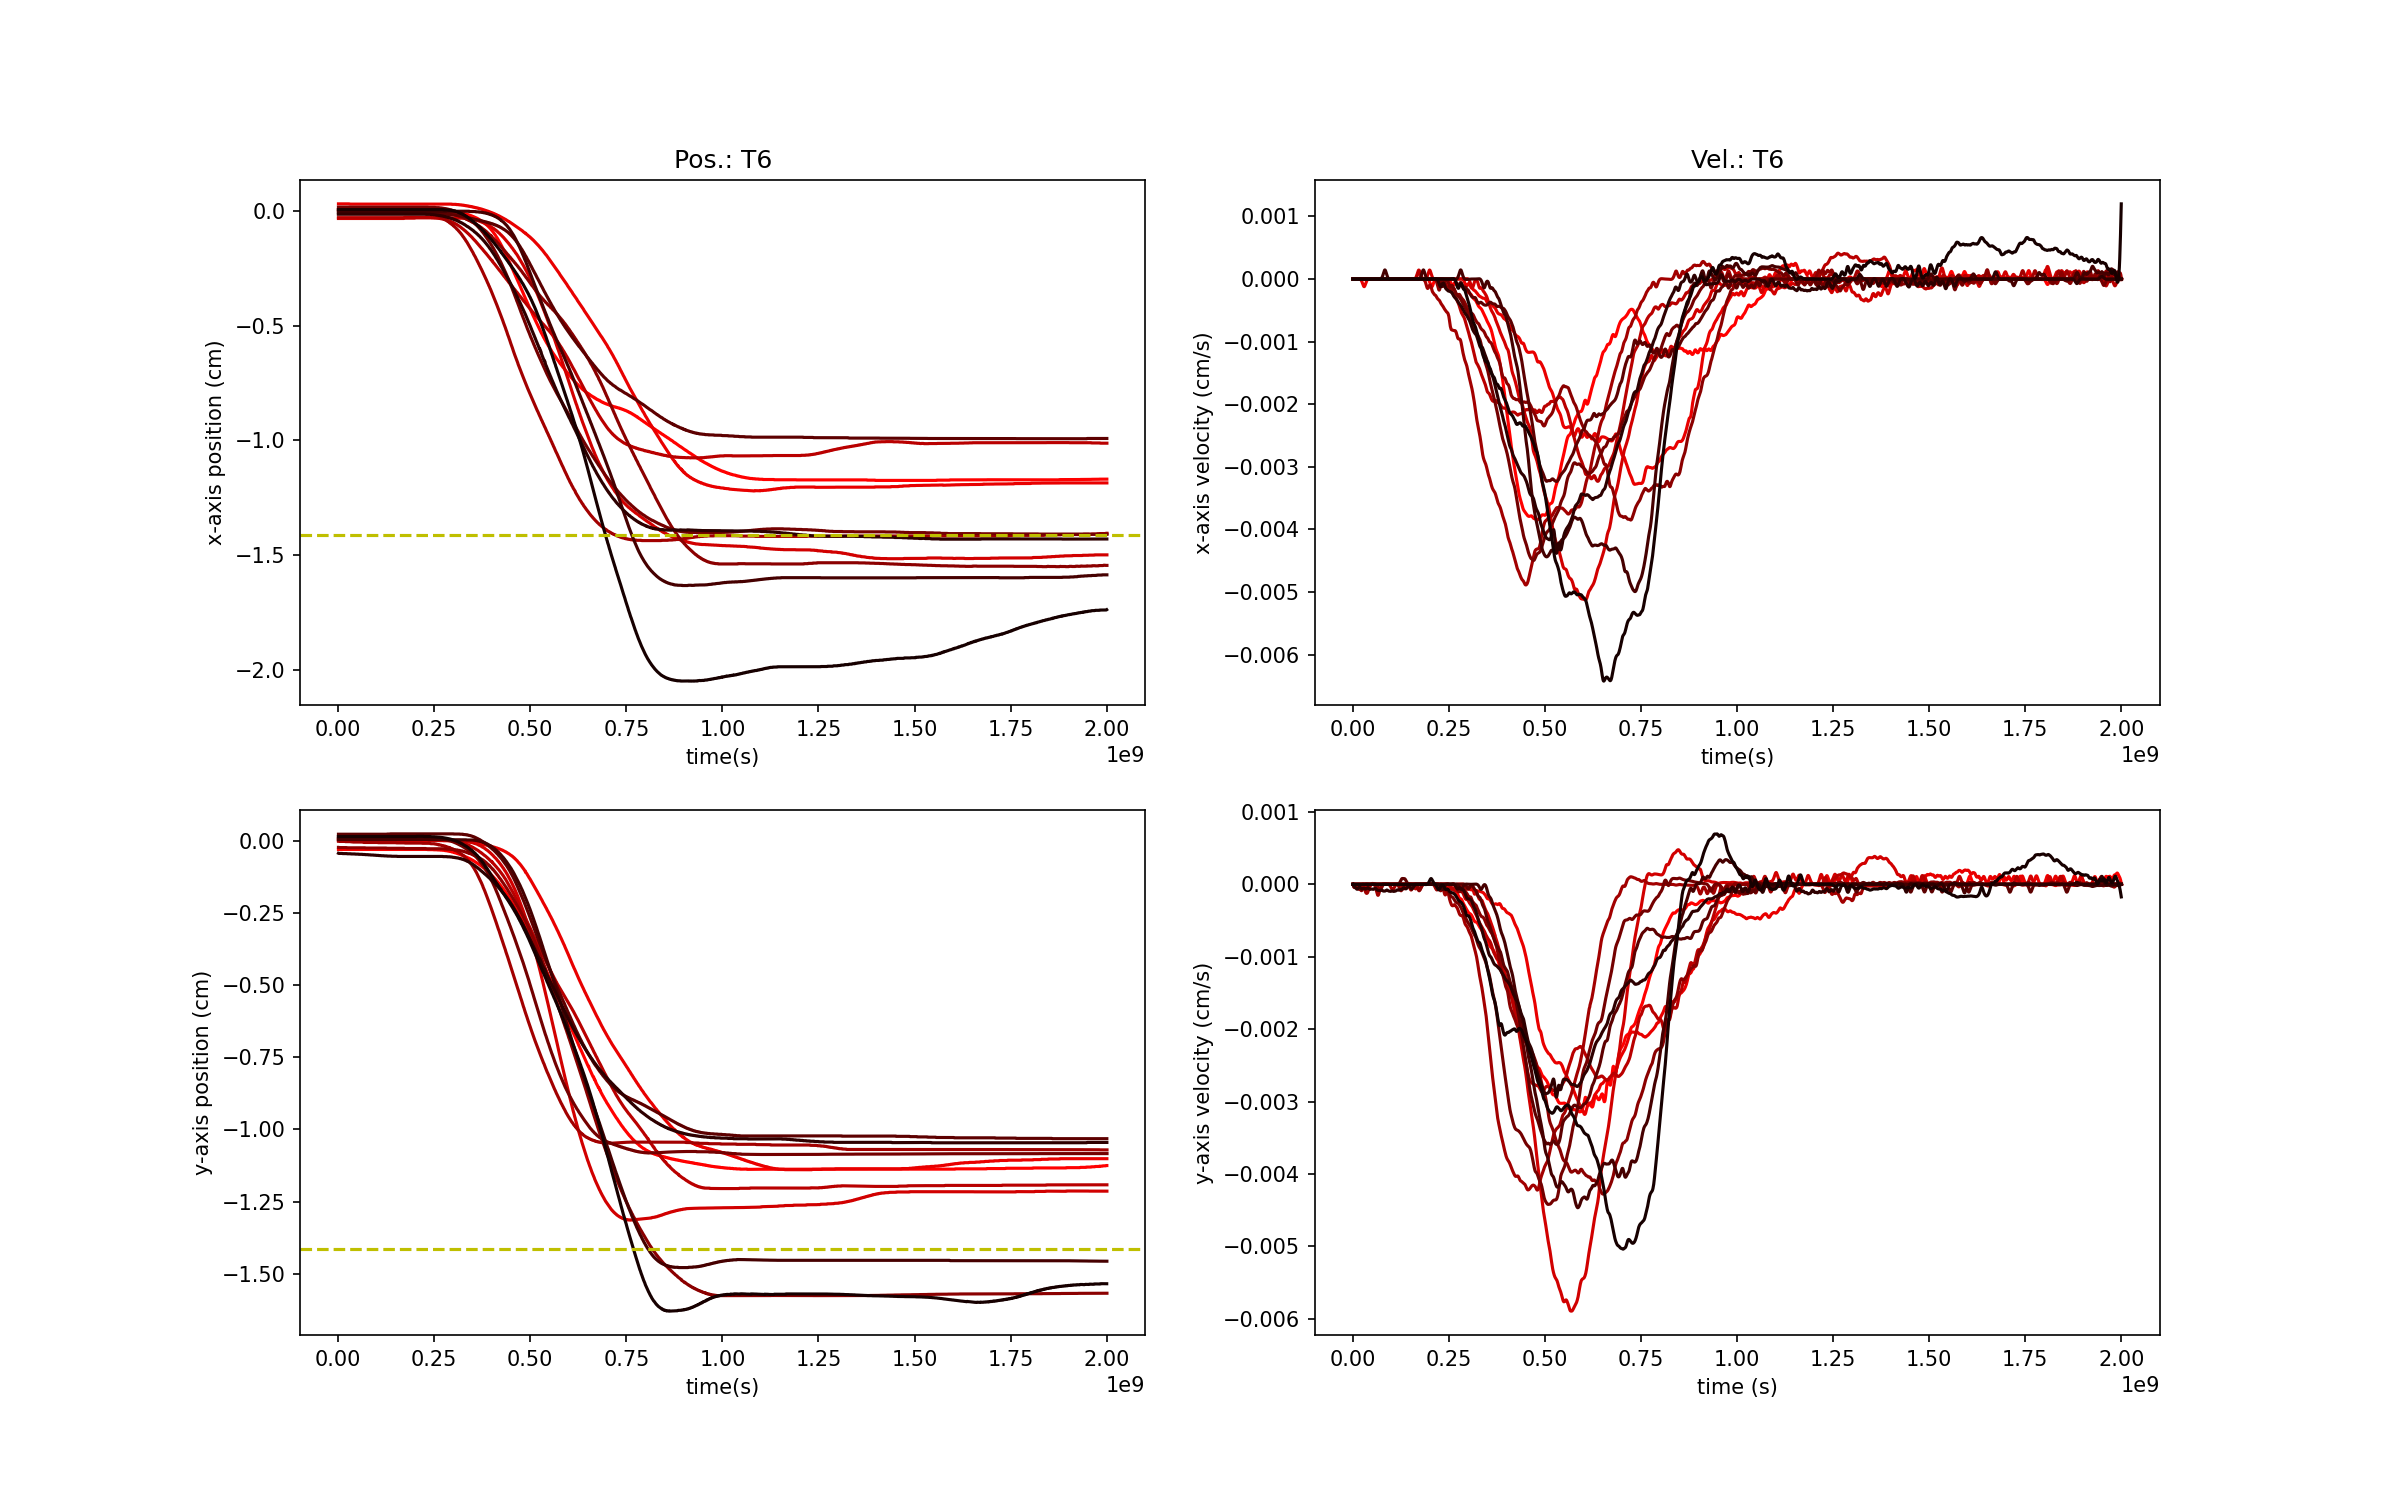 Pos.: T6
Vel.: T6
0.0
−0.5
−1.0
−1.5
−2.0
x-axis position (cm)
0.00 0.25 0.50 0.75 1.00 1.25 1.50 1.75 2.00
time(s)
1e9
0.001
0.000
−0.001
−0.002
−0.003
−0.004
−0.005
−0.006
x-axis velocity (cm/s)
0.00 0.25 0.50 0.75 1.00 1.25 1.50 1.75 2.00
time(s)
1e9
0.00
−0.25
−0.50
−0.75
−1.00
−1.25
−1.50
y-axis position (cm)
0.00 0.25 0.50 0.75 1.00 1.25 1.50 1.75 2.00
time(s)
1e9
0.001
0.000
−0.001
−0.002
−0.003
−0.004
−0.005
−0.006
y-axis velocity (cm/s)
0.00 0.25 0.50 0.75 1.00 1.25 1.50 1.75 2.00
time (s)
1e9